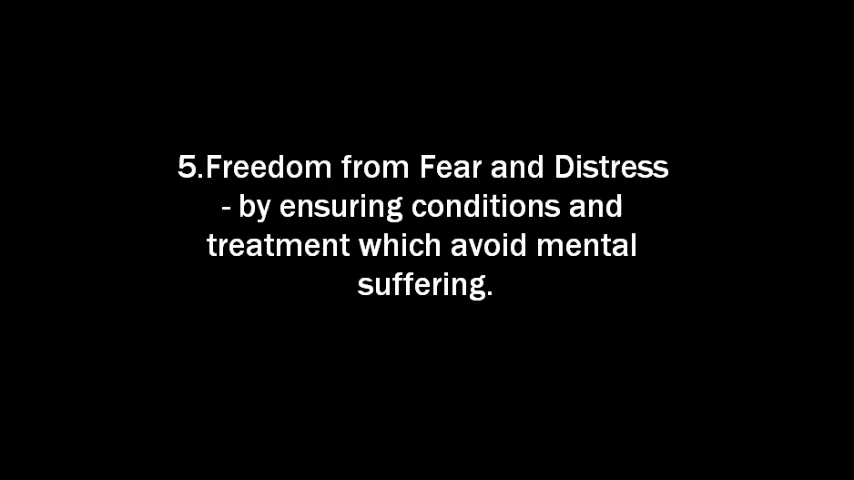 5.Freedom from Fear and Distress
- by ensuring conditions and
treatment which avoid mental
suffering.